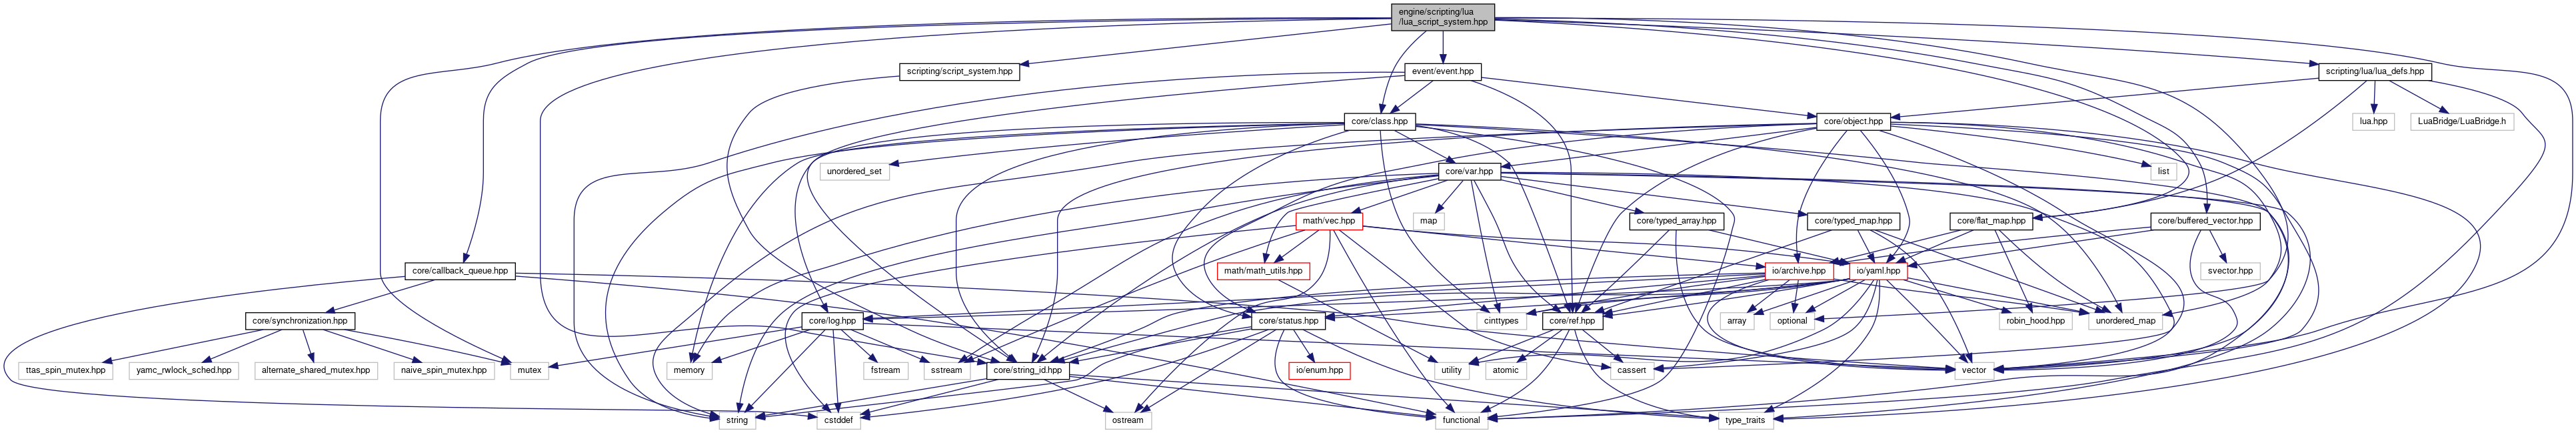 engine/scripting/lua
/lua_script_system.hpp
scripting/script_system.hpp
event/event.hpp
scripting/lua/lua_defs.hpp
core/class.hpp
core/object.hpp
lua.hpp
LuaBridge/LuaBridge.h
unordered_set
core/var.hpp
list
math/vec.hpp
map
core/typed_array.hpp
core/typed_map.hpp
core/flat_map.hpp
core/buffered_vector.hpp
core/callback_queue.hpp
math/math_utils.hpp
io/archive.hpp
io/yaml.hpp
svector.hpp
core/synchronization.hpp
core/log.hpp
core/status.hpp
cinttypes
core/ref.hpp
array
optional
robin_hood.hpp
unordered_map
ttas_spin_mutex.hpp
yamc_rwlock_sched.hpp
alternate_shared_mutex.hpp
naive_spin_mutex.hpp
mutex
memory
fstream
sstream
core/string_id.hpp
io/enum.hpp
utility
atomic
cassert
vector
string
cstddef
ostream
functional
type_traits